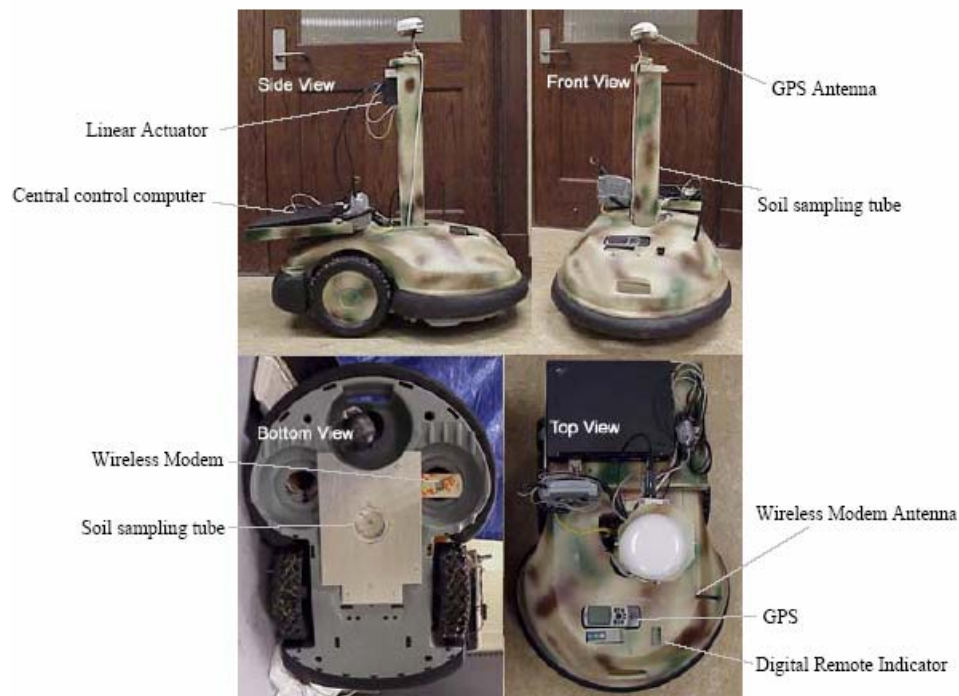 Side View
Front View
GPS Antenna
Linear Actuator
Central control computer
Soil sampling tube
Bottom View
Top View
Wireless Modem
Soil sampling tube
Wireless Modem Antenna
GPS
Digital Remote Indicator